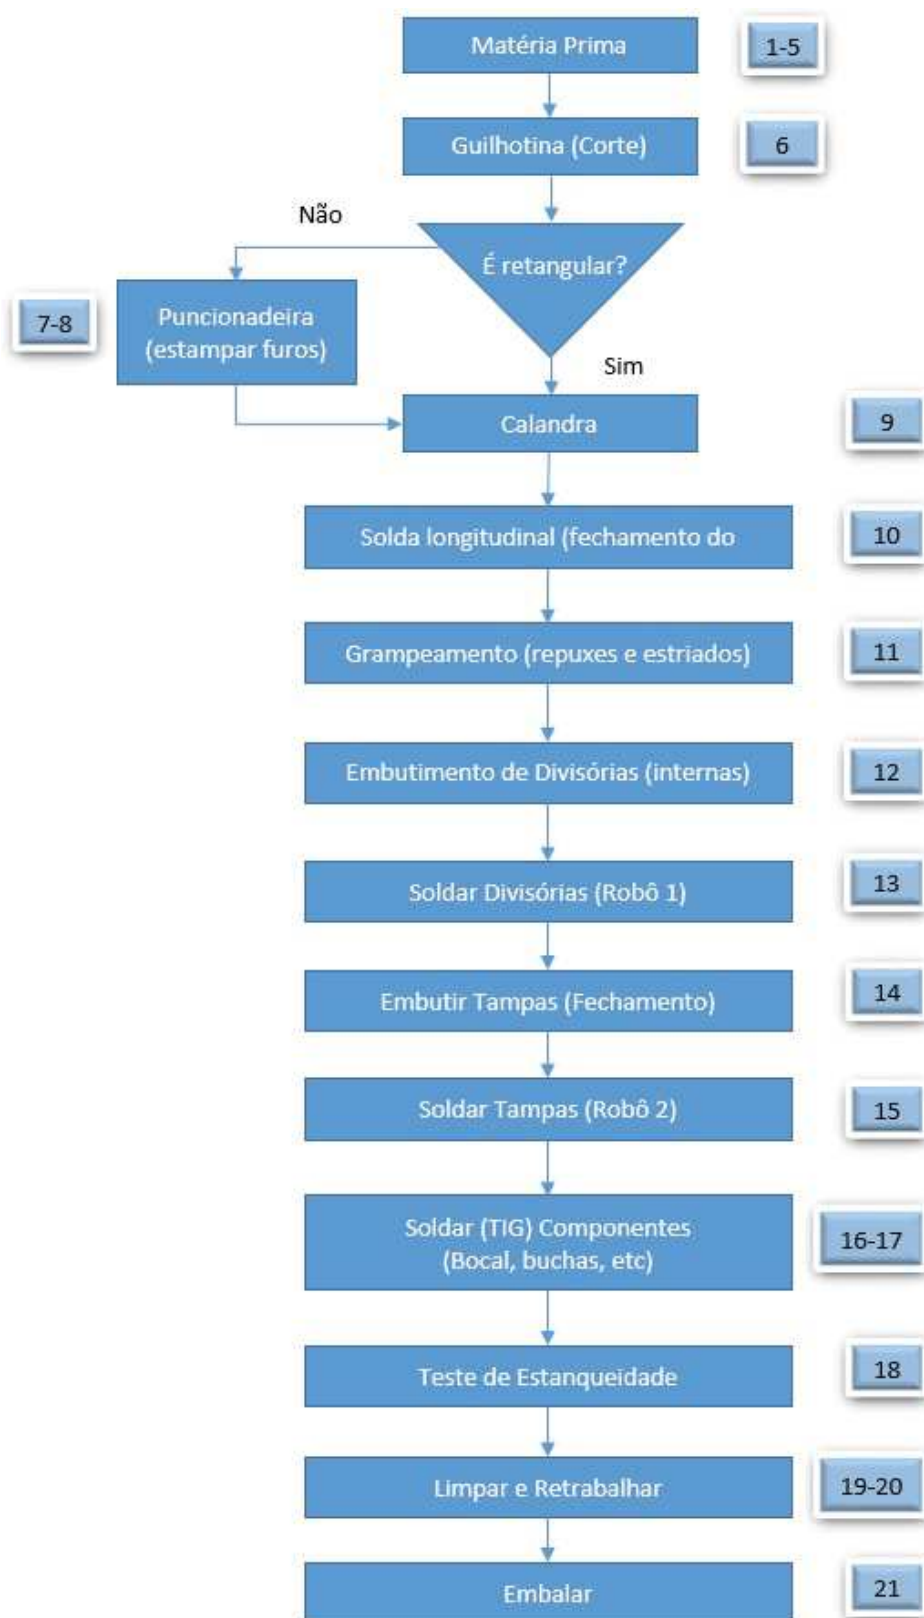 Matéria Prima
1-5
Guilhotina (Corte)
6
Não
É retangular?
7-8
Puncionadeira
(estampar furos)
Sim
Calandra
9
Solda longitudinal (fechamento do
10
Grampeamento (repuxes e estriados)
11
Embutimento de Divisórias (internas)
12
Soldar Divisórias (Robô 1)
13
Embutir Tampas (Fechamento)
14
Soldar Tampas (Robô 2)
15
Soldar (TIG) Componentes
(Bocal, buchas, etc)
16-17
Teste de Estanqueidade
18
Limpar e Retrabalhar
19-20
Embalar
21